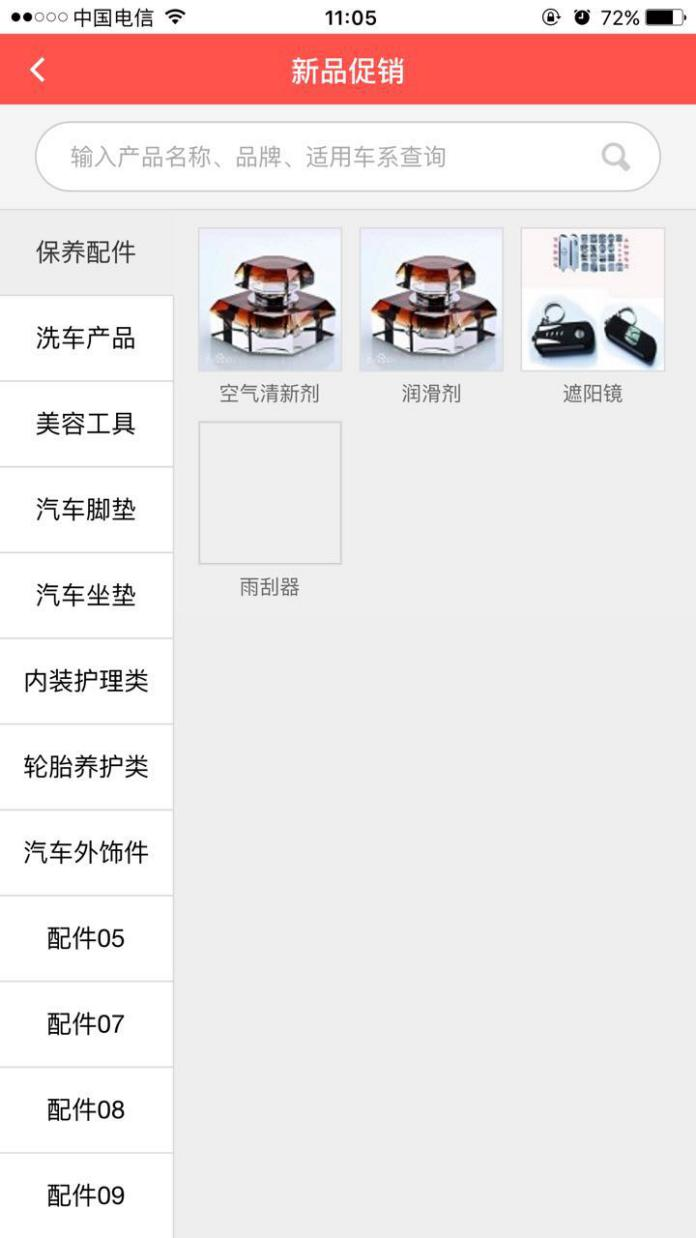 中国电信
11:05
72%
新品促销
输入产品名称、品牌、适用车系查询
保养配件
洗车产品
美容工具
汽车脚垫
汽车坐垫
内装护理类
轮胎养护类
汽车外饰件
配件05
配件07
配件08
配件09
空气清新剂
润滑剂
遮阳镜
雨刮器